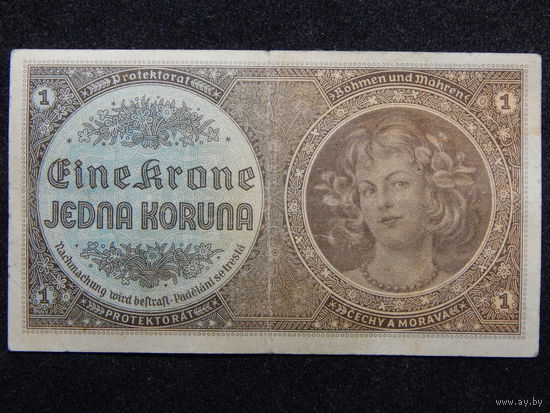 Protektorat
Böhmen und Mähren
1
1
Eine Krone
JEDNA KORUNA
Nachmachung wird bestraft. Padělání se trestá
1
1
PROTEKTORÁT
ČECHY A MORAVA
www.ay.by